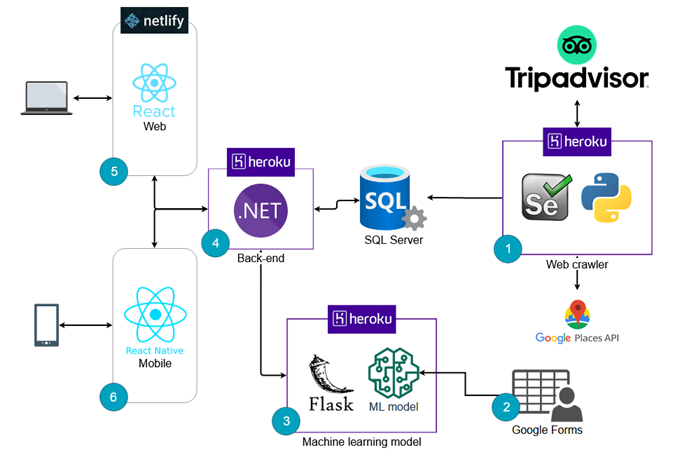 netlify
Tripadvisor
React
Web
5
heroku
.NET
4
Back-end
SQL
SQL Server
heroku
Se
1
Web crawler
React Native
Mobile
6
heroku
Flask
ML model
3
Machine learning model
Google Places API
2
Google Forms